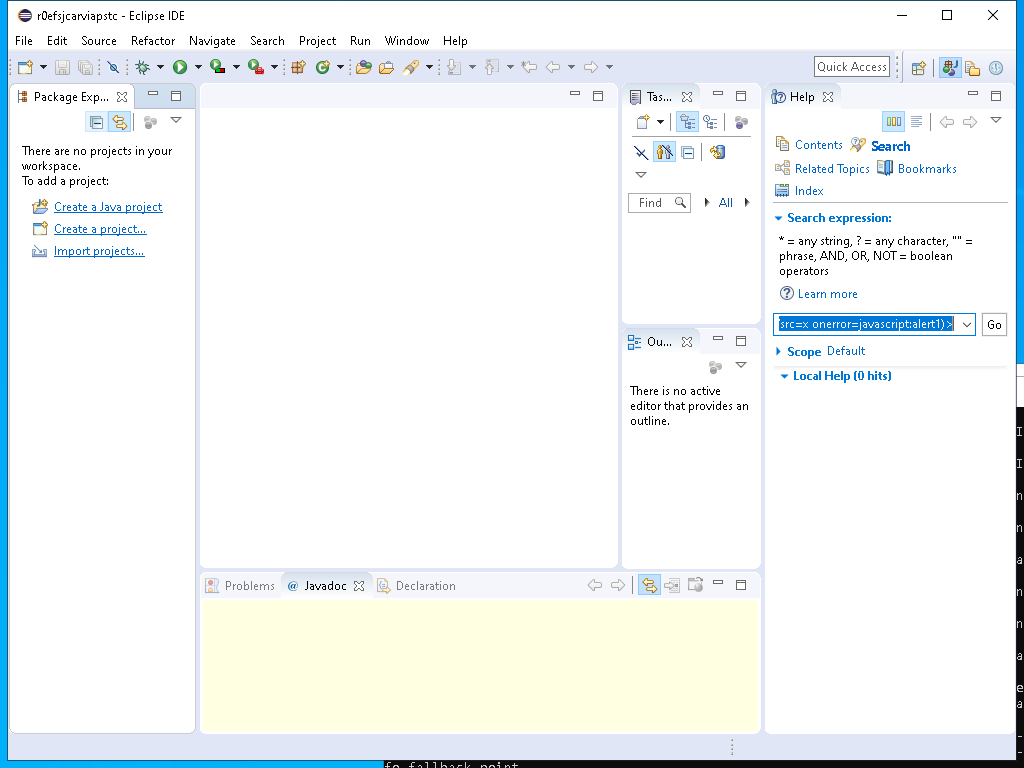 r0efsjcarviapstc - Eclipse IDE
File Edit Source Refactor Navigate Search Project Run Window Help
Quick Access
Package Exp...
There are no projects in your
workspace.
To add a project:
Create a Java project
Create a project...
Import projects...
Tas...
Find
All
Ou...
There is no active
editor that provides an
outline.
Help
Contents Search
Related Topics Bookmarks
Index
Search expression:
* = any string, ? = any character, "" =
phrase, AND, OR, NOT = boolean
operators
Learn more
src=x onerror=javascript:alert1)>
Go
Scope Default
Local Help (0 hits)
Problems @ Javadoc Declaration
fo fallback point